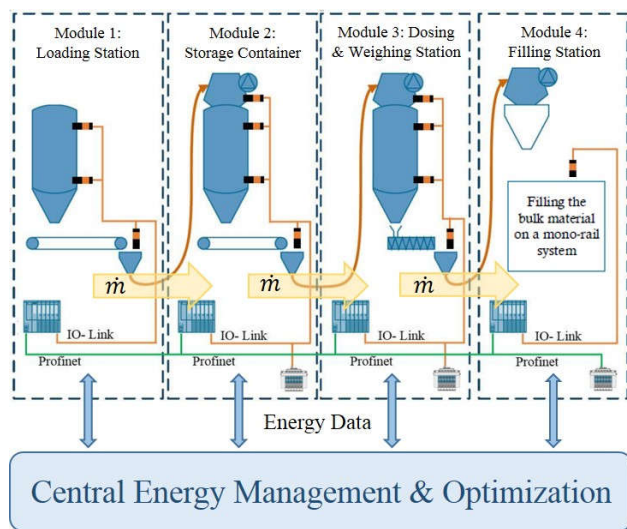 Module 1:
Loading Station
Module 2:
Storage Container
Module 3: Dosing
& Weighing Station
Module 4:
Filling Station
Filling the
bulk material
on a mono-rail
system
ṁ
ṁ
ṁ
IO- Link
IO- Link
IO- Link
IO- Link
Profinet
Profinet
Profinet
Profinet
Energy Data
Central Energy Management & Optimization